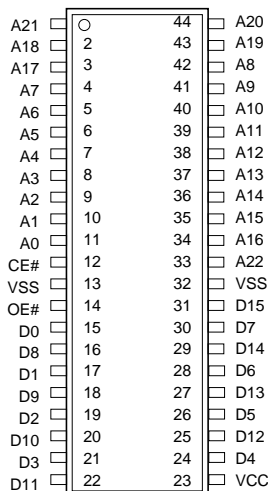 A21 44 A20
A18 2 43 A19
A17 3 42 A8
A7 4 41 A9
A6 5 40 A10
A5 6 39 A11
A4 7 38 A12
A3 8 37 A13
A2 9 36 A14
A1 10 35 A15
A0 11 34 A16
CE# 12 33 A22
VSS 13 32 VSS
OE# 14 31 D15
D0 15 30 D7
D8 16 29 D14
D1 17 28 D6
D9 18 27 D13
D2 19 26 D5
D10 20 25 D12
D3 21 24 D4
D11 22 23 VCC